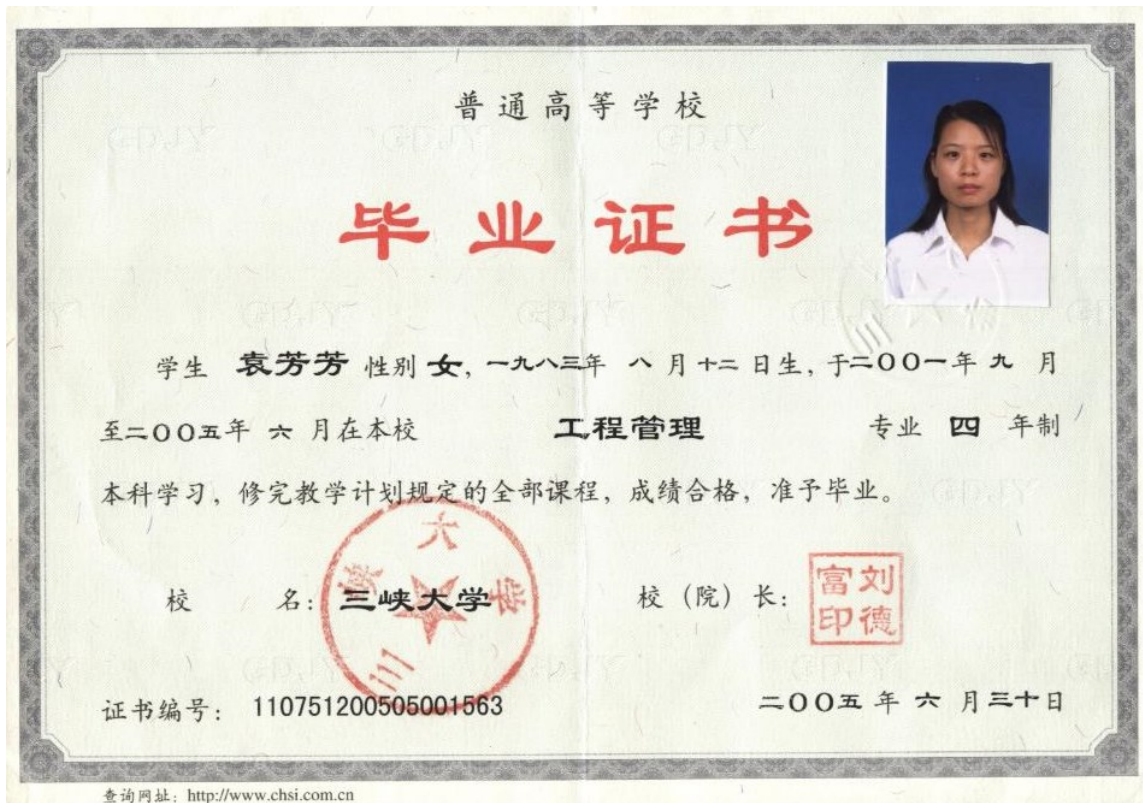 普通高等学校
毕业证书
学生 袁芳芳 性别 女，一九八三年 八 月十二 日生，于二〇〇一年 九 月
至二〇〇五年 六 月在本校 工程管理 专业 四 年制
本科学习，修完教学计划规定的全部课程，成绩合格，准予毕业。
校 名：三峡大学
三峡大学
校（院）长：
刘德富印
证书编号：110751200505001563
二〇〇五 年 六 月三十日
查询网址：http://www.chsi.com.cn